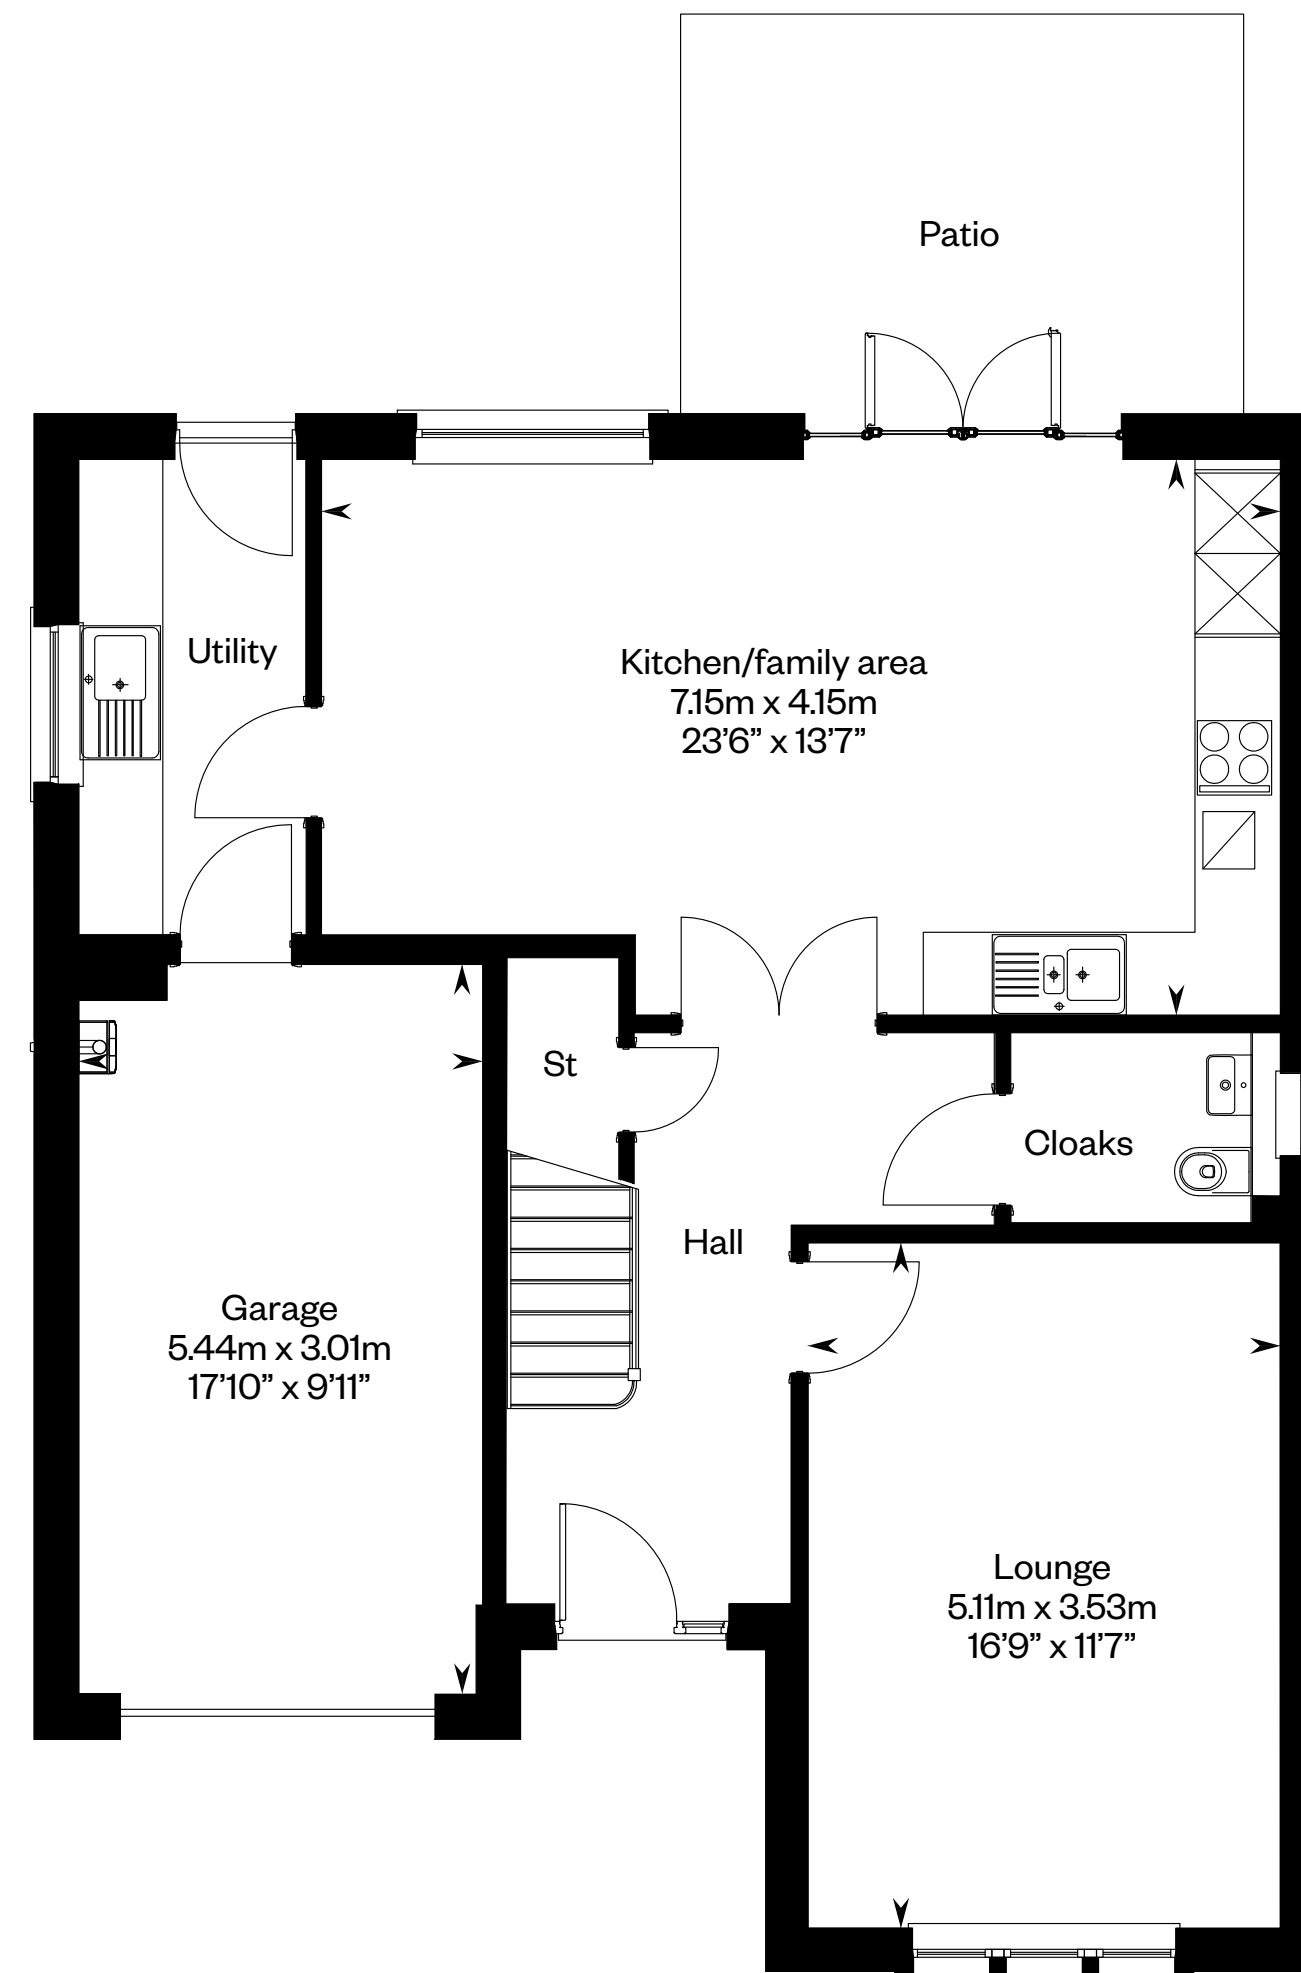 Patio
Utility
Kitchen/family area
7.15m x 4.15m
23’6” x 13’7”
St
Cloaks
Hall
Garage
5.44m x 3.01m
17’10” x 9’11”
Lounge
5.11m x 3.53m
16’9” x 11’7”